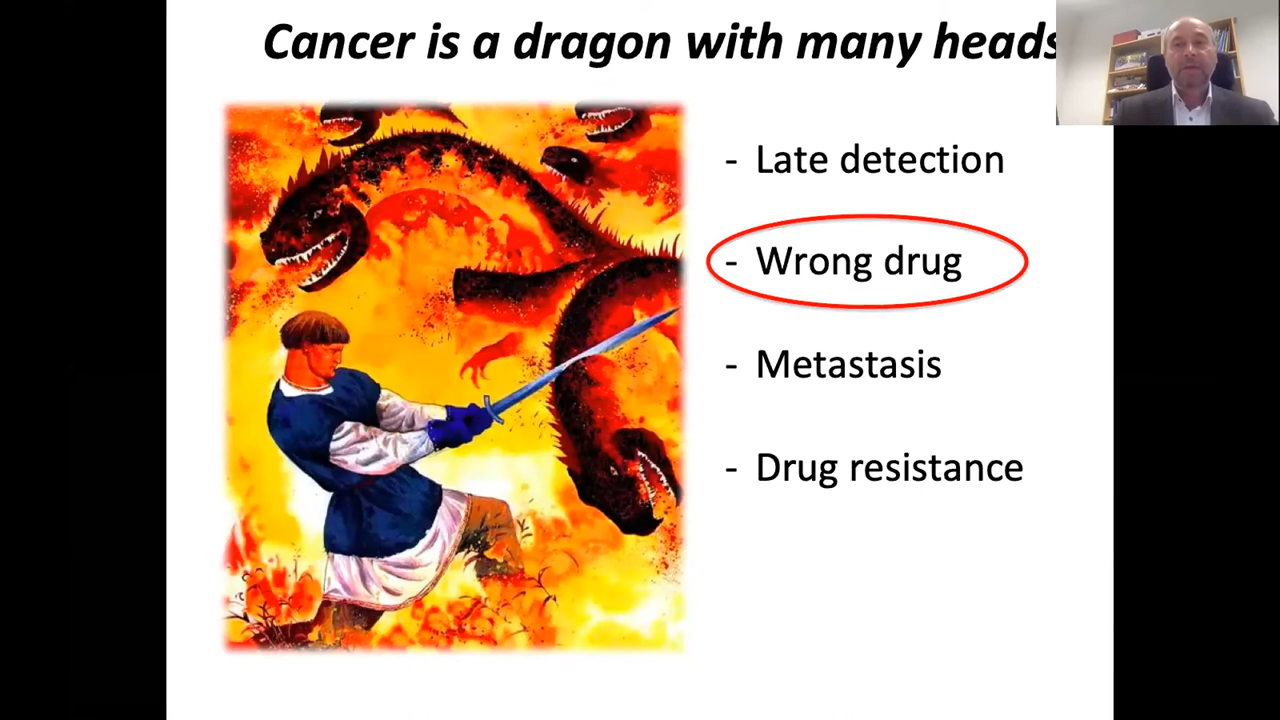 Cancer is a dragon with many heads
- Late detection
- Wrong drug
- Metastasis
- Drug resistance